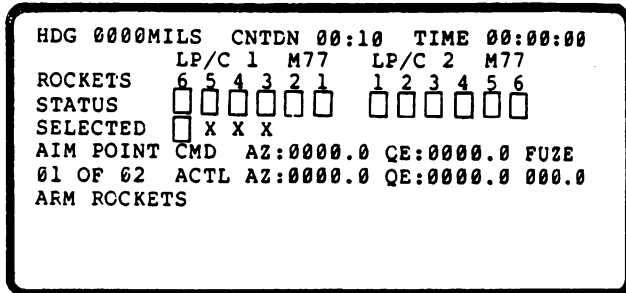 HDG 0000MILS CNTDN 00:10 TIME 00:00:00
LP/C 1 M77 LP/C 2 M77
ROCKETS 6 5 4 3 2 1 1 2 3 4 5 6
STATUS
SELECTED X X X
AIM POINT CMD AZ:0000.0 QE:0000.0 FUZE
01 OF 02 ACTL AZ:0000.0 QE:0000.0 000.0
ARM ROCKETS